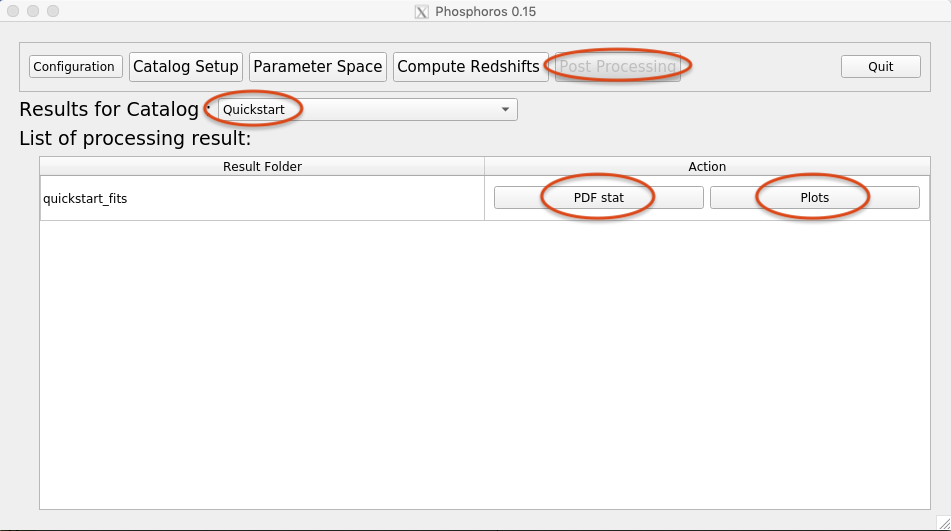 Phosphoros 0.15
Configuration Catalog Setup Parameter Space Compute Redshifts Post Processing Quit
Results for Catalog : Quickstart
List of processing result:
Result Folder Action
quickstart_fits PDF stat Plots